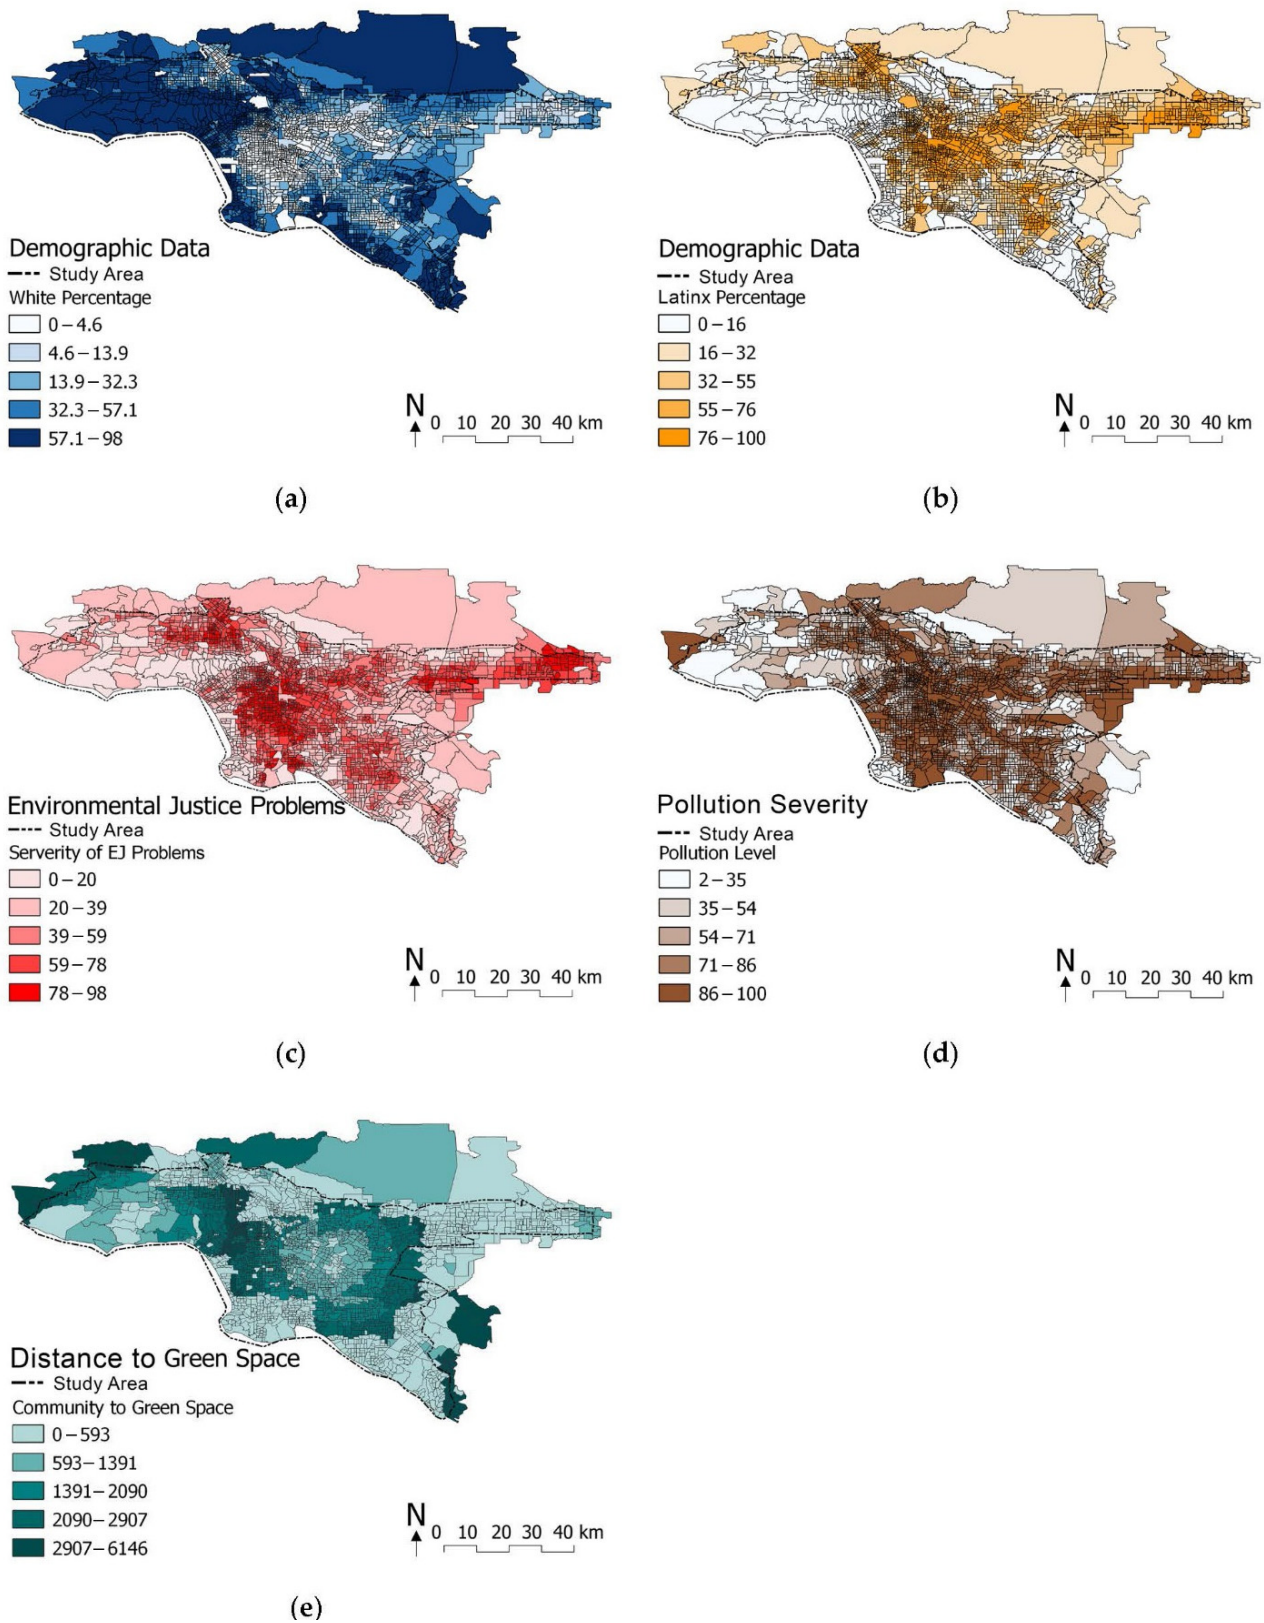 Demographic Data
Study Area
White Percentage
0–4.6
4.6–13.9
13.9–32.3
32.3–57.1
57.1–98
N
0 10 20 30 40 km
(a)
Demographic Data
Study Area
Latinx Percentage
0–16
16–32
32–55
55–76
76–100
N
0 10 20 30 40 km
(b)
Environmental Justice Problems
Study Area
Serverity of EJ Problems
0–20
20–39
39–59
59–78
78–98
N
0 10 20 30 40 km
(c)
Pollution Severity
Study Area
Pollution Level
2–35
35–54
54–71
71–86
86–100
N
0 10 20 30 40 km
(d)
Distance to Green Space
Study Area
Community to Green Space
0–593
593–1391
1391–2090
2090–2907
2907–6146
N
0 10 20 30 40 km
(e)